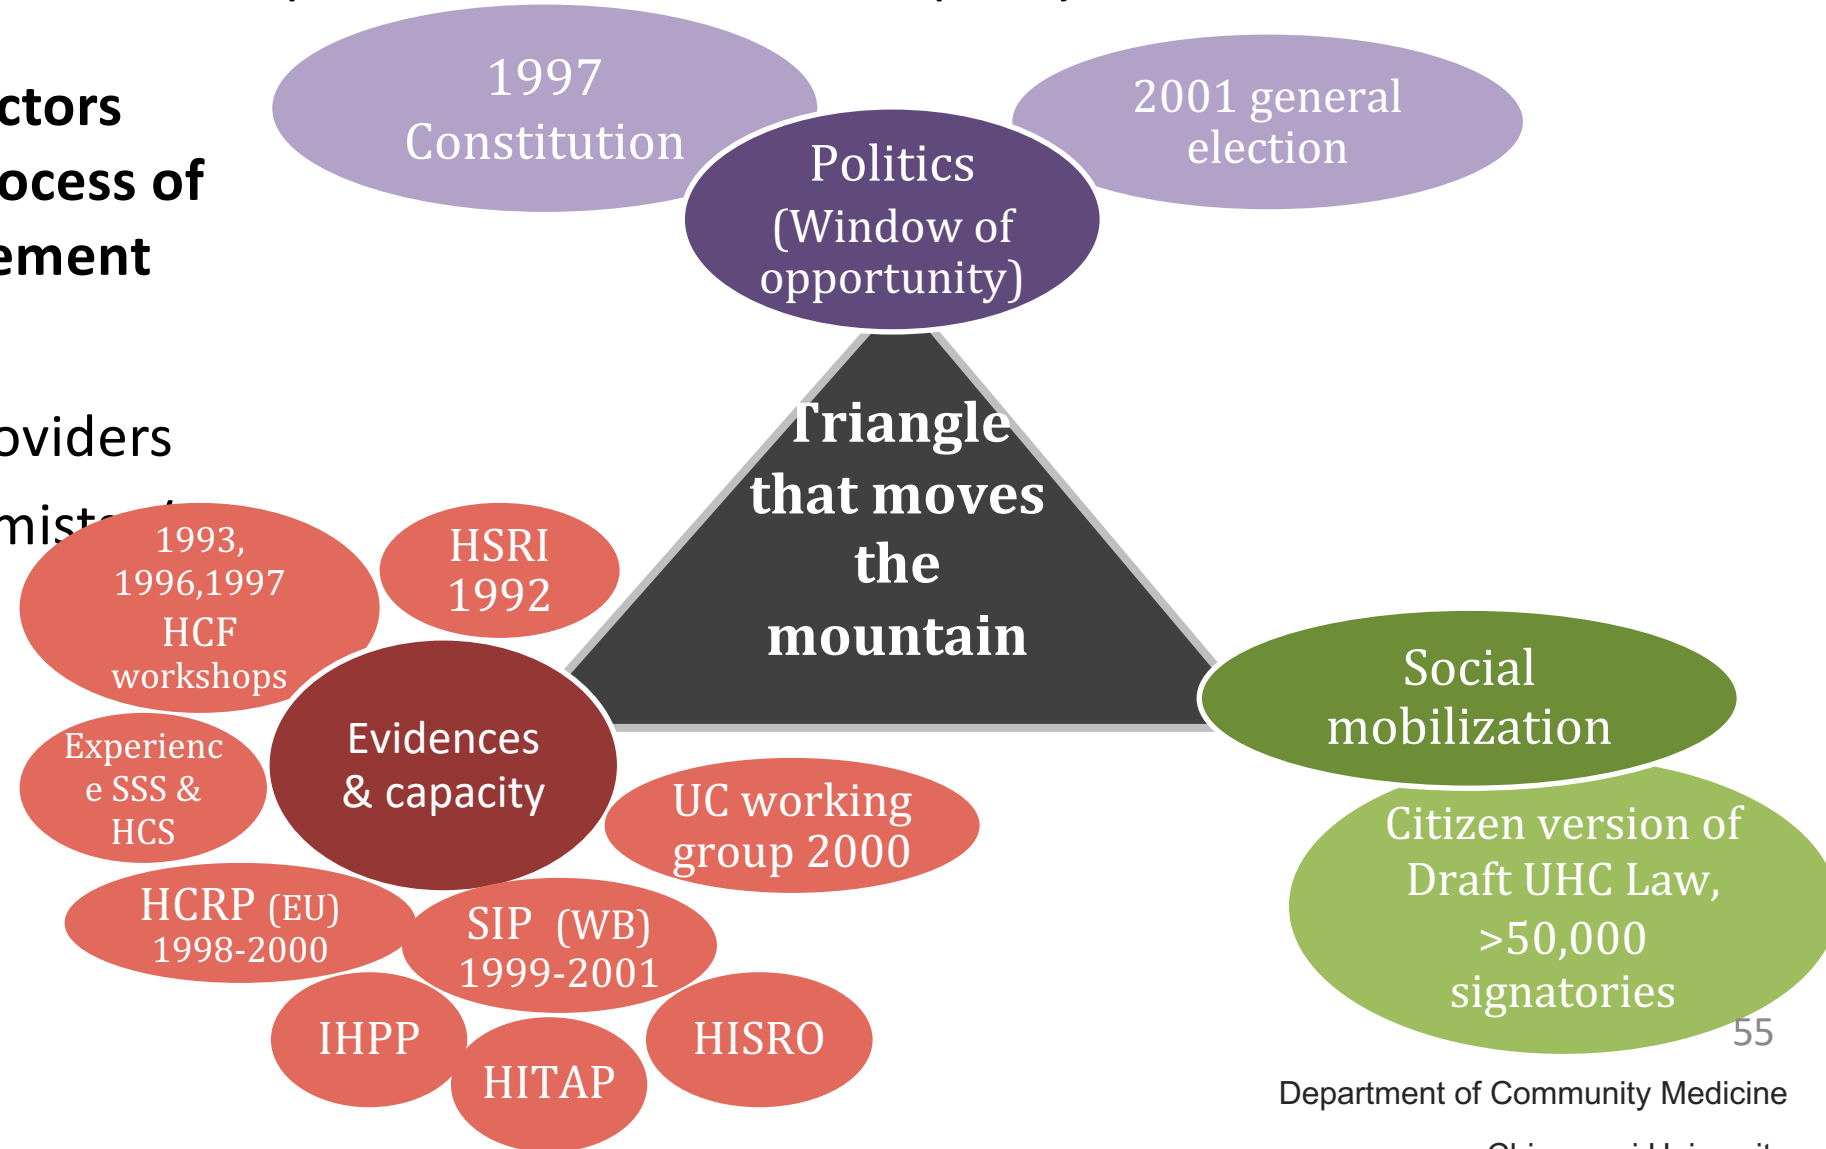 1997
Constitution
2001 general
election
Politics
(Window of
opportunity)
Triangle
that moves
the
mountain
1993,
1996,1997
HCF
workshops
HSRI
1992
Experienc
e SSS &
HCS
Evidences
& capacity
UC working
group 2000
HCRP (EU)
1998-2000
SIP (WB)
1999-2001
IHPP
HITAP
HISRO
Social
mobilization
Citizen version of
Draft UHC Law,
>50,000
signatories
ctors
ocess of
ement
oviders
mists
55
Department of Community Medicine